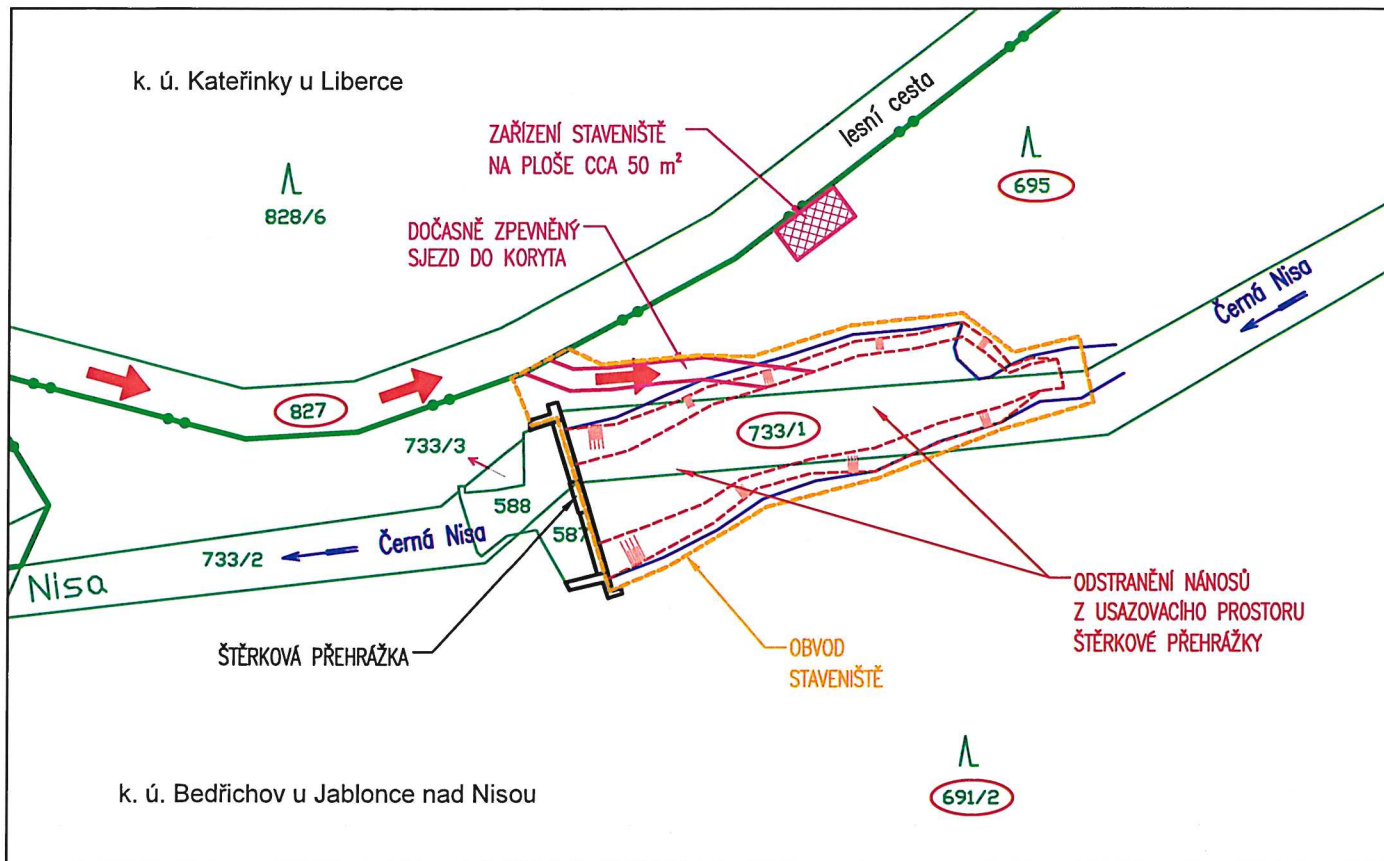 k. ú. Kateřinky u Liberce
lesní cesta
ZAŘÍZENÍ STAVENIŠTĚ
NA PLOŠE CCA 50 m²
695
828/6
DOČASNĚ ZPEVNĚNÝ
SJEZD DO KORYTA
Černá Nisa
827
733/1
733/3
588
587
Černá Nisa
733/2
Nisa
ODSTRANĚNÍ NÁNOSŮ
Z USAZOVACÍHO PROSTORU
ŠTĚRKOVÉ PŘEHRÁŽKY
ŠTĚRKOVÁ PŘEHRÁŽKA
OBVOD
STAVENIŠTĚ
k. ú. Bedřichov u Jablonce nad Nisou
691/2